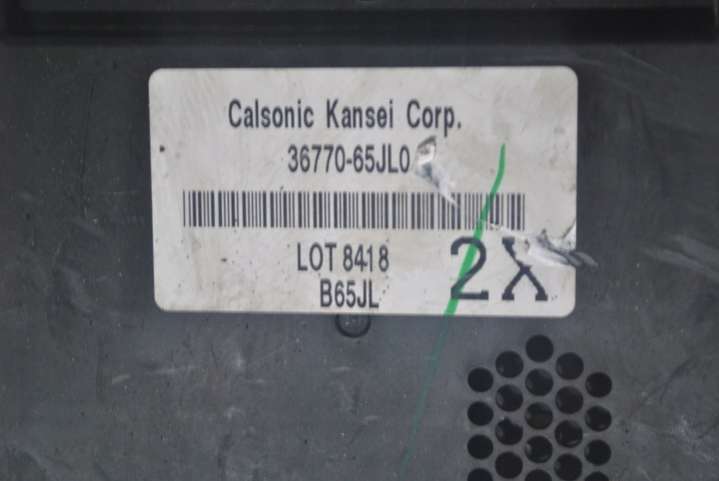 Calsonic Kansei Corp.
36770-65JL0
LOT 8418
B65JL
2X